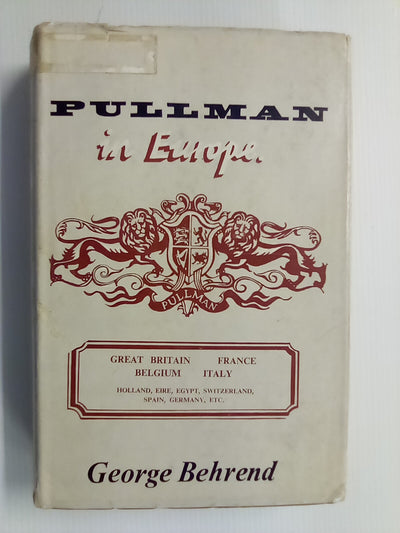 PULLMAN
in Europe.
PULLMAN
GREAT BRITAIN FRANCE
BELGIUM ITALY
HOLLAND, EIRE, EGYPT, SWITZERLAND,
SPAIN, GERMANY, ETC.
George Behrend